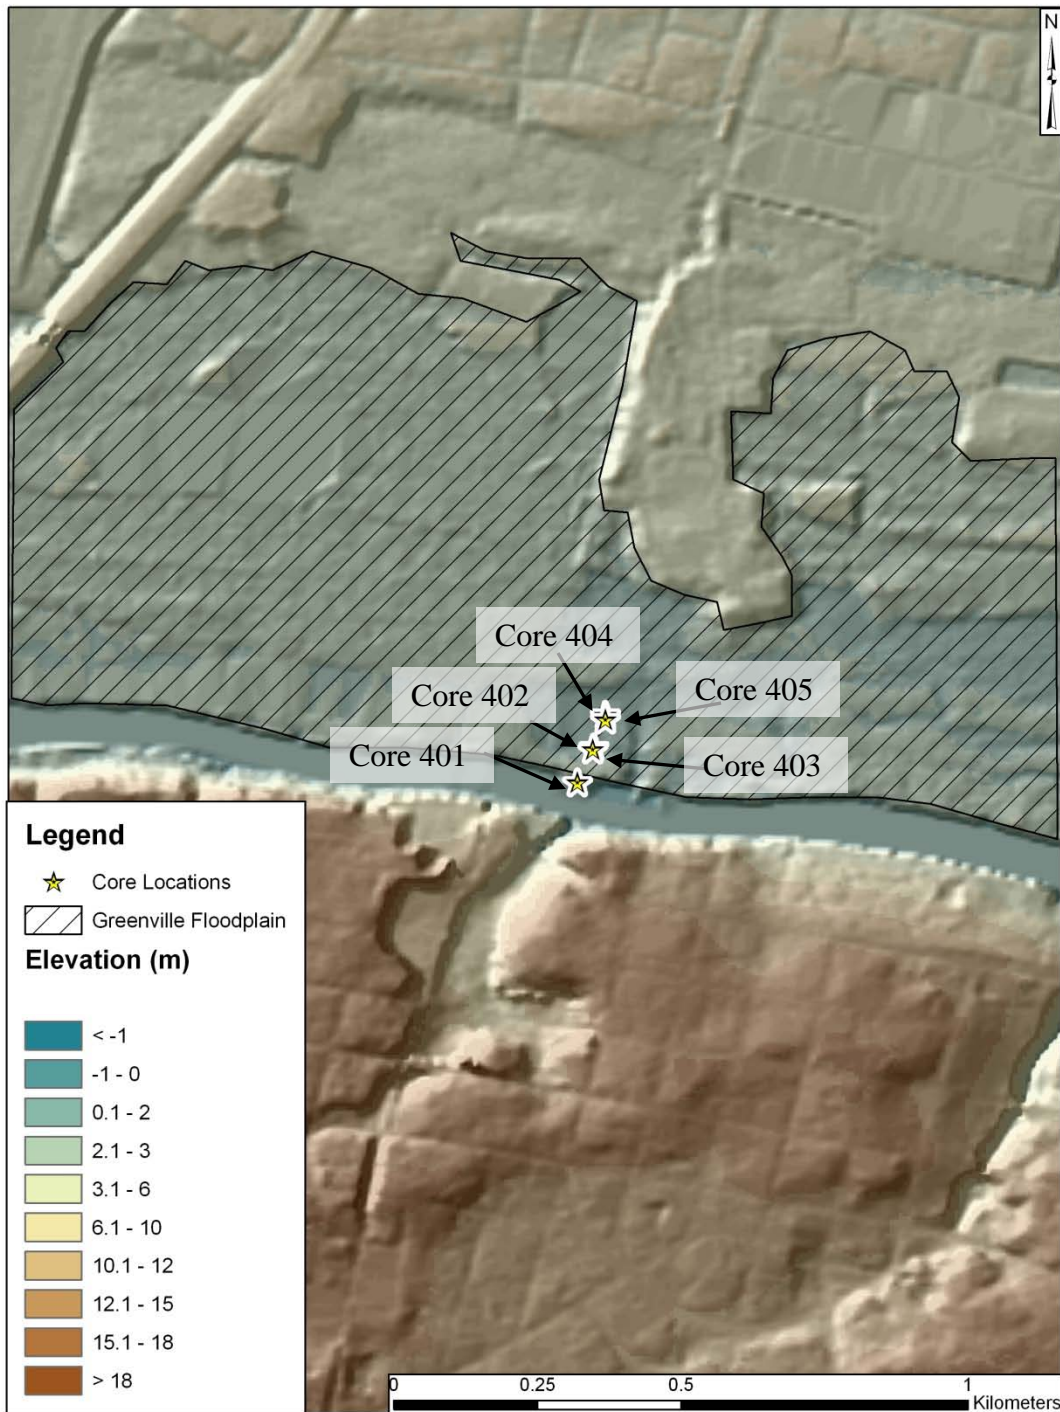 N
Core 404
Core 402
Core 405
Core 401
Core 403
Legend
Core Locations
Greenville Floodplain
Elevation (m)
< -1
-1 - 0
0.1 - 2
2.1 - 3
3.1 - 6
6.1 - 10
10.1 - 12
12.1 - 15
15.1 - 18
> 18
0 0.25 0.5 1
Kilometers